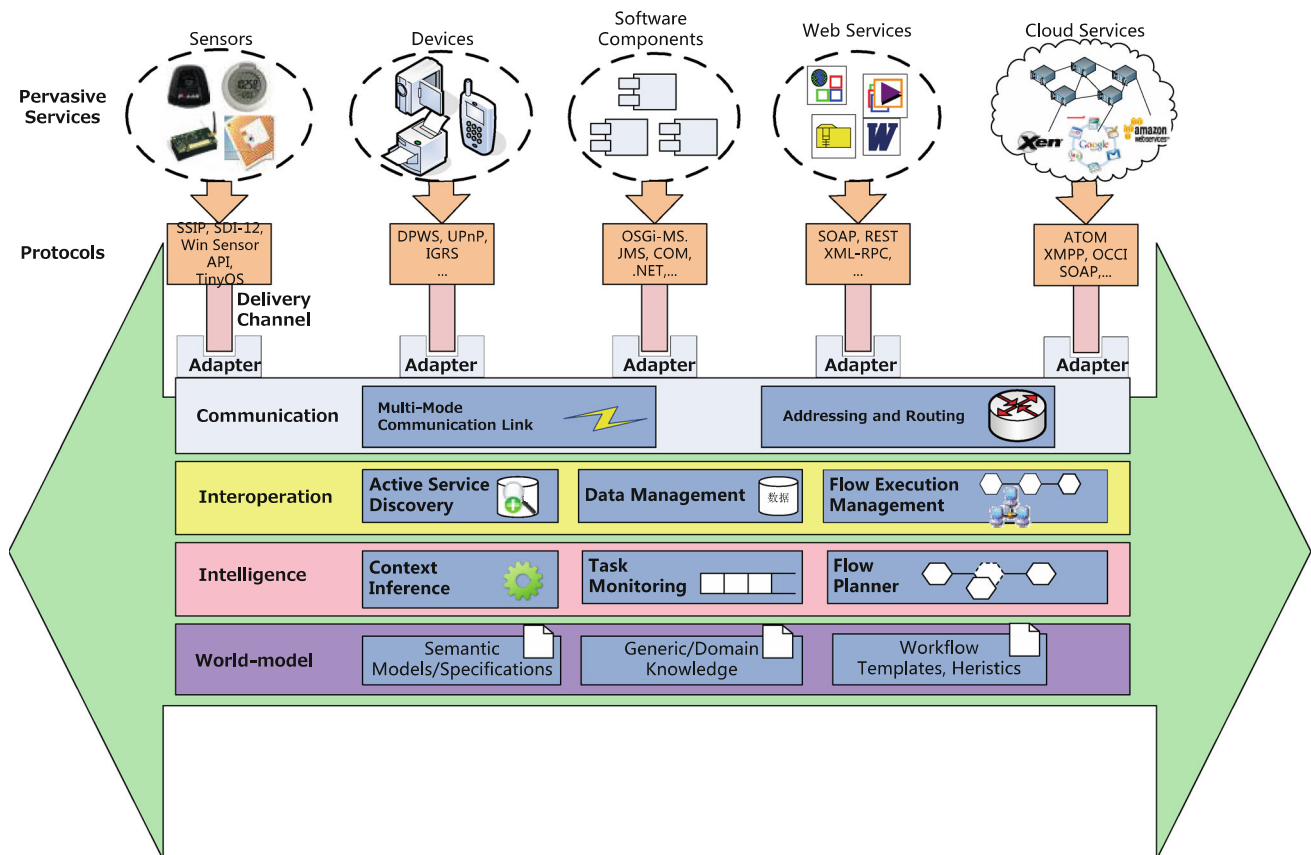 Sensors
Devices
Software
Components
Web Services
Cloud Services
Pervasive
Services
W
Xen
Google
amazon
webservices
Protocols
SSIP, SDI-12,
Win Sensor
API,
TinyOS
DPWS, UPnP,
IGRS
...
OSGi-MS.
JMS, COM,
.NET,...
SOAP, REST
XML-RPC,
...
ATOM
XMPP, OCCI
SOAP,...
Delivery
Channel
Adapter
Adapter
Adapter
Adapter
Adapter
Communication
Multi-Mode
Communication Link
Addressing and Routing
Interoperation
Active Service
Discovery
Data Management
数据
Flow Execution
Management
Intelligence
Context
Inference
Task
Monitoring
Flow
Planner
World-model
Semantic
Models/Specifications
Generic/Domain
Knowledge
Workflow
Templates, Heristics